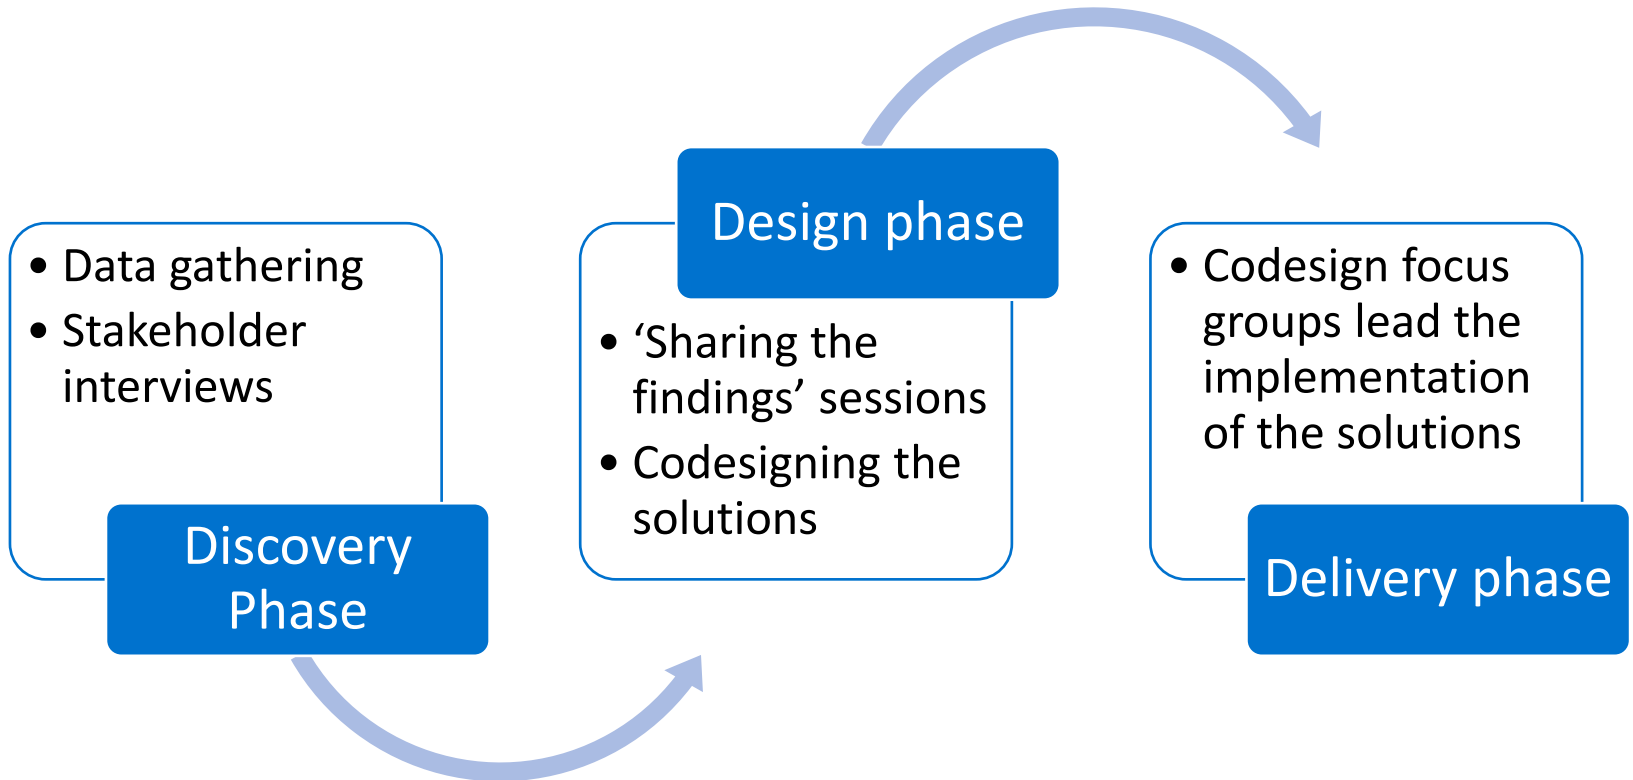 • Data gathering
• Stakeholder
interviews
Discovery
Phase
Design phase
• ‘Sharing the
findings’ sessions
• Codesigning the
solutions
• Codesign focus
groups lead the
implementation
of the solutions
Delivery phase